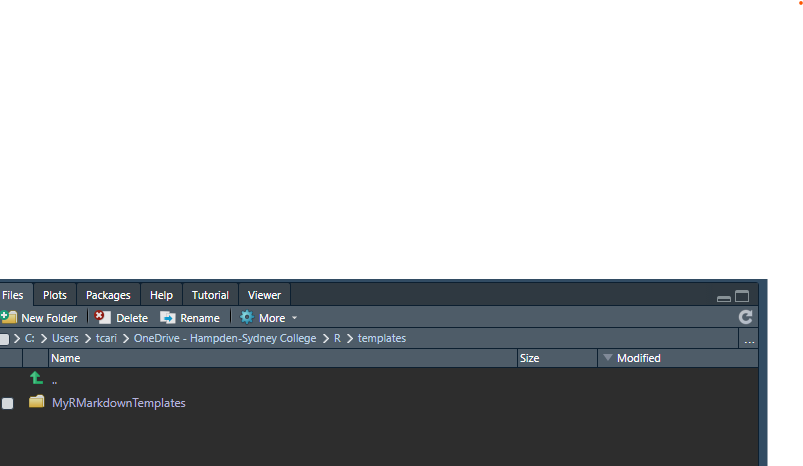 Files Plots Packages Help Tutorial Viewer
New Folder Delete Rename More
C: Users tcari OneDrive - Hampden-Sydney College R templates ...
Name Size Modified
..
MyRMarkdownTemplates